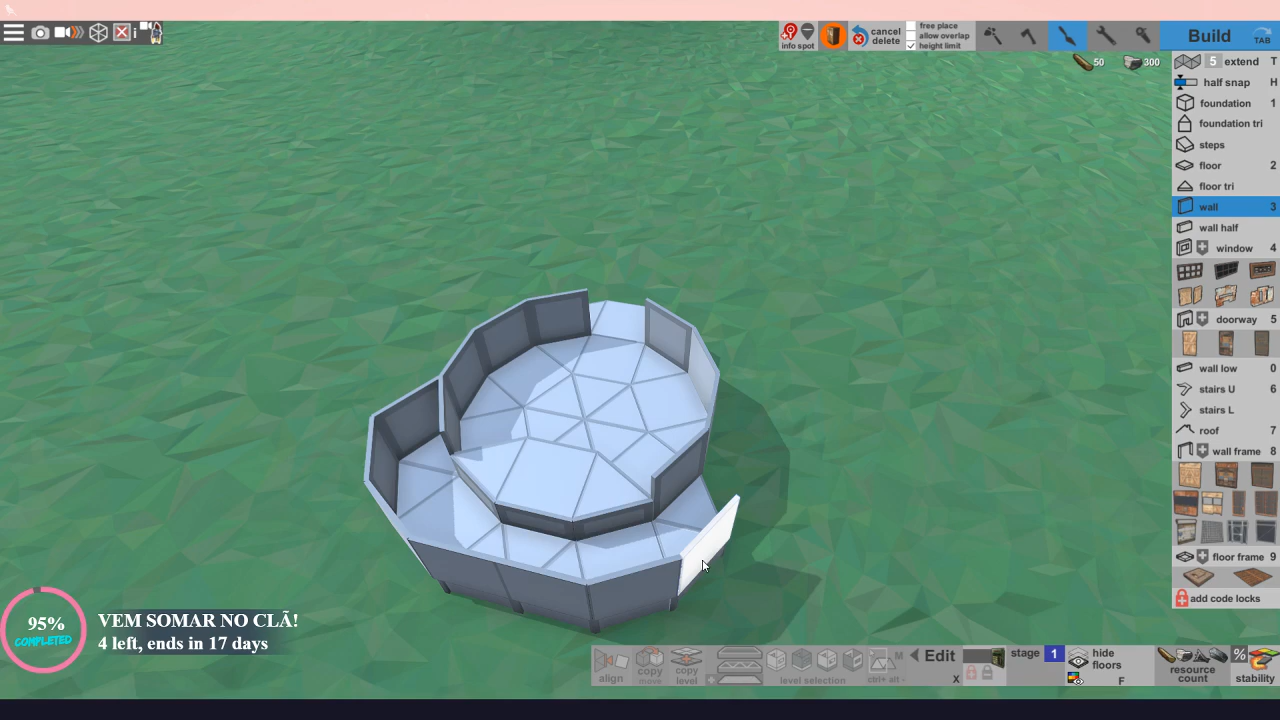 info spot
cancel
delete
free place
allow overlap
height limit
Build
TAB
50
300
5 extend T
half snap H
foundation 1
foundation tri
steps
floor 2
floor tri
wall 3
wall half
window 4
doorway 5
wall low 0
stairs U 6
stairs L
roof 7
wall frame 8
floor frame 9
add code locks
95%
COMPLETED
VEM SOMAR NO CLÃ!
4 left, ends in 17 days
align
copy
move
copy
level
level selection
M
ctrl+ alt -
Edit
X
stage 1
hide
floors
F
resource
count
%
stability